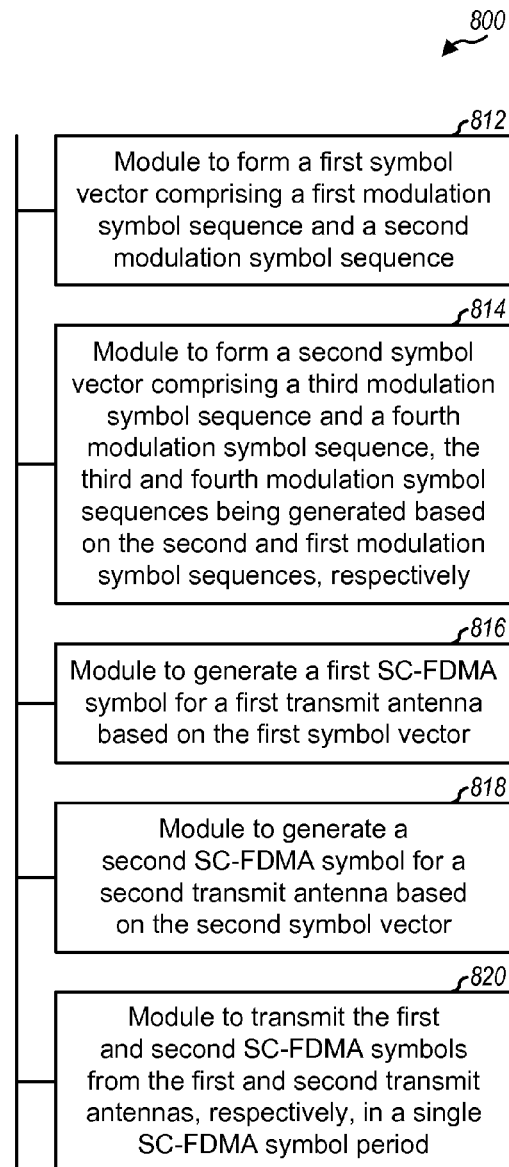 800
812
Module to form a first symbol
vector comprising a first modulation
symbol sequence and a second
modulation symbol sequence
814
Module to form a second symbol
vector comprising a third modulation
symbol sequence and a fourth
modulation symbol sequence, the
third and fourth modulation symbol
sequences being generated based
on the second and first modulation
symbol sequences, respectively
816
Module to generate a first SC-FDMA
symbol for a first transmit antenna
based on the first symbol vector
818
Module to generate a
second SC-FDMA symbol for a
second transmit antenna based
on the second symbol vector
820
Module to transmit the first
and second SC-FDMA symbols
from the first and second transmit
antennas, respectively, in a single
SC-FDMA symbol period